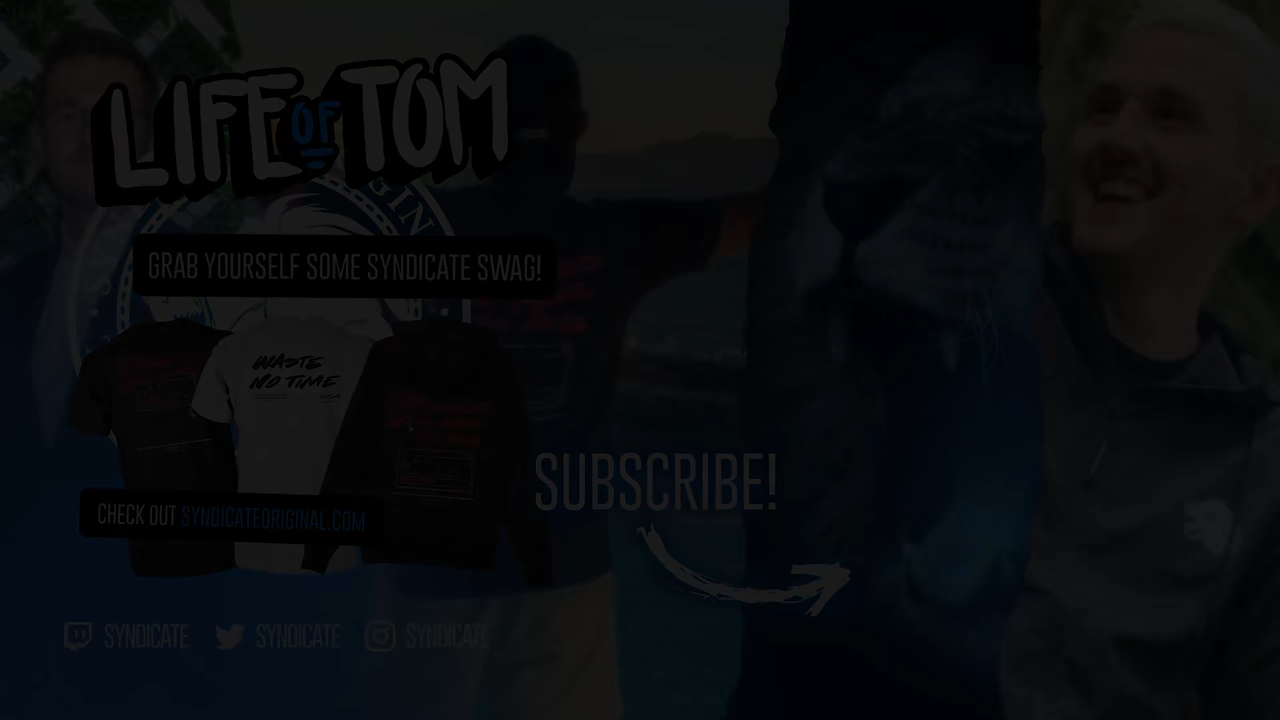 LIFE OF TOM
GIN
GRAB YOURSELF SOME SYNDICATE SWAG!
WASTE
NO TIME
SUBSCRIBE!
CHECK OUT SYNDICATEORIGINAL.COM
SYNDICATE SYNDICATE SYNDICATE